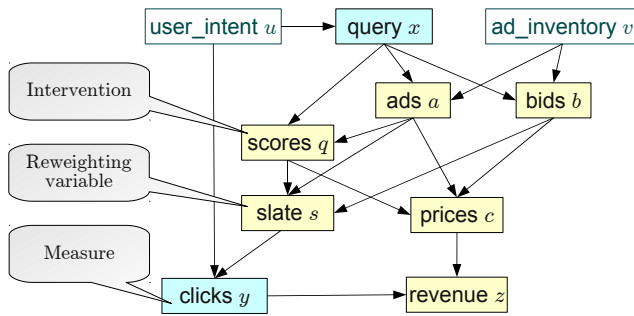 user_intent u
query x
ad_inventory v
Intervention
ads a
bids b
scores q
Reweighting
variable
slate s
prices c
Measure
clicks y
revenue z